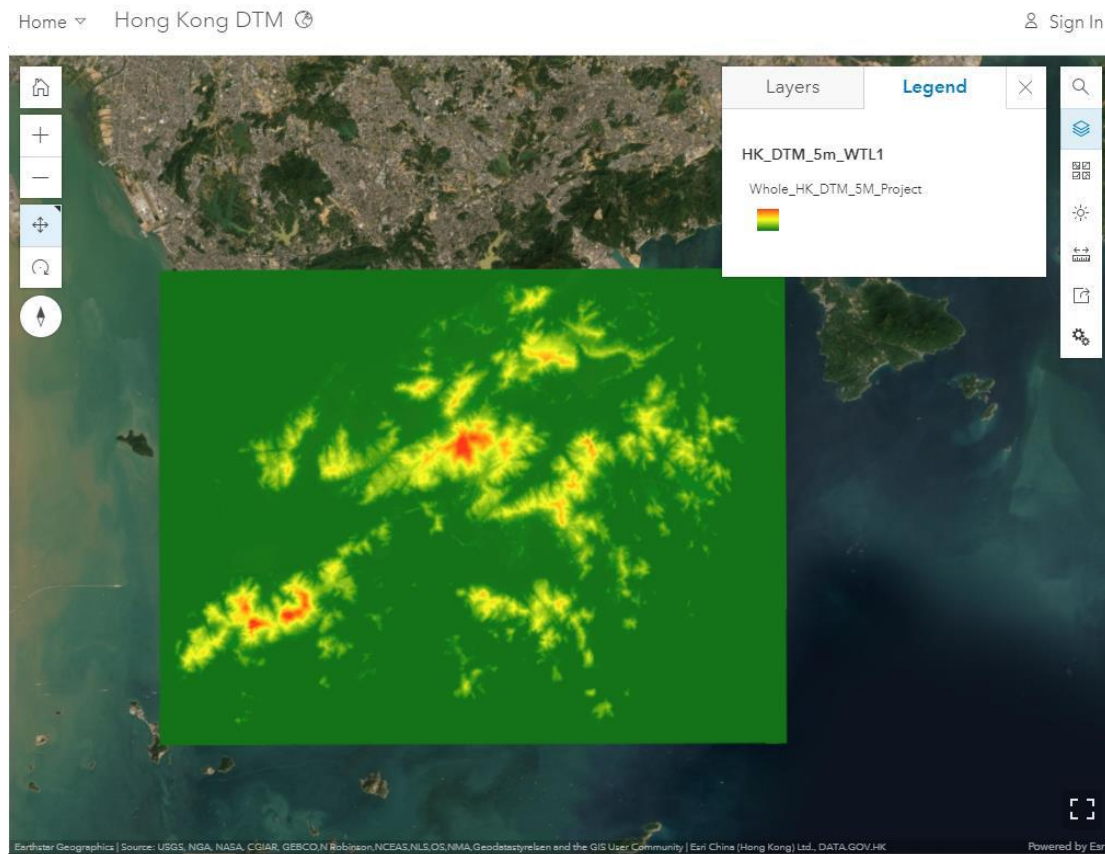 Home
Hong Kong DTM
Sign In
Layers
Legend
HK_DTM_5m_WTL1
Whole_HK_DTM_5M_Project
Earthstar Geographics | Source: USGS, NGA, NASA, CGIAR, GEBCO,N Robinson,NCEAS,NLS,OS,NMA,Geodatastyrelsen and the GIS User Community | Esri China (Hong Kong) Ltd., DATA.GOV.HK
Powered by Esr